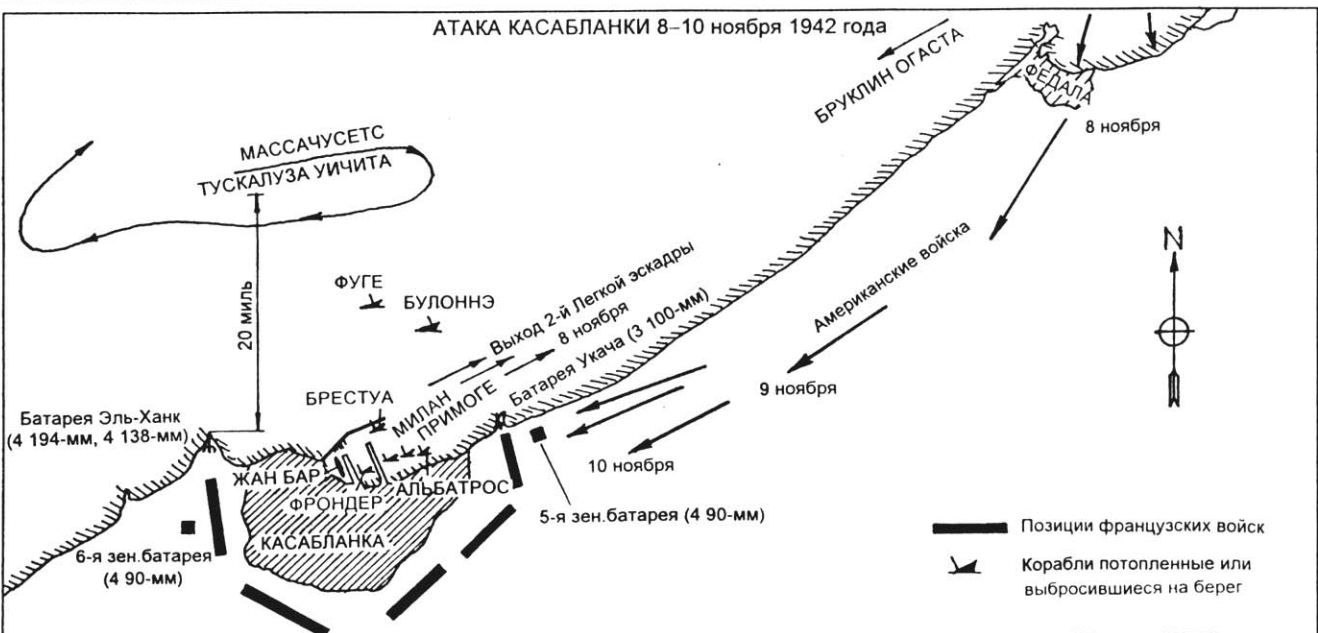 АТАКА КАСАБЛАНКИ 8–10 ноября 1942 года
БРУКЛИН ОГАСТА
ФЕДАЛА
8 ноября
МАССАЧУСЕТС
ТУСКАЛУЗА УИЧИТА
20 миль
N
Американские войска
ФУГЕ
БУЛОННЭ
Выход 2-й Легкой эскадры
8 ноября
Батарея Укача (3 100-мм)
9 ноября
БРЕСТУА
МИЛАН
ПРИМОГЕ
Батарея Эль-Ханк
(4 194-мм, 4 138-мм)
10 ноября
ЖАН БАР
ФРОНДЕР
АЛЬБАТРОС
5-я зен.батарея (4 90-мм)
КАСАБЛАНКА
6-я зен.батарея
(4 90-мм)
Позиции французских войск
Корабли потопленные или
выбросившиеся на берег